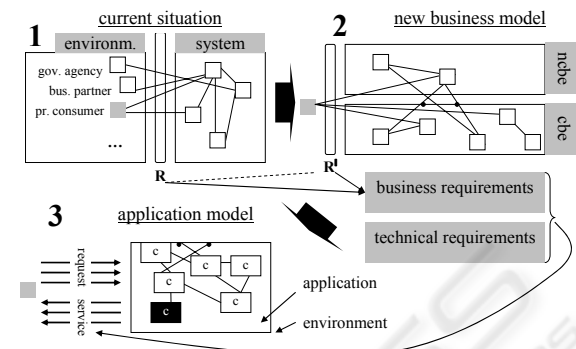 current situation
1
environm.
system
gov. agency
bus. partner
pr. consumer
...
R
2
new business model
ncbe
cbe
R'
business requirements
technical requirements
3
application model
request
service
c
c
c
c
c
c
application
environment